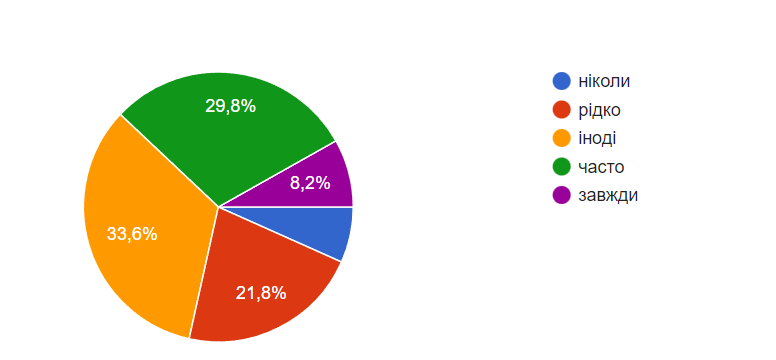 29,8%
8,2%
33,6%
21,8%
ніколи
рідко
іноді
часто
завжди